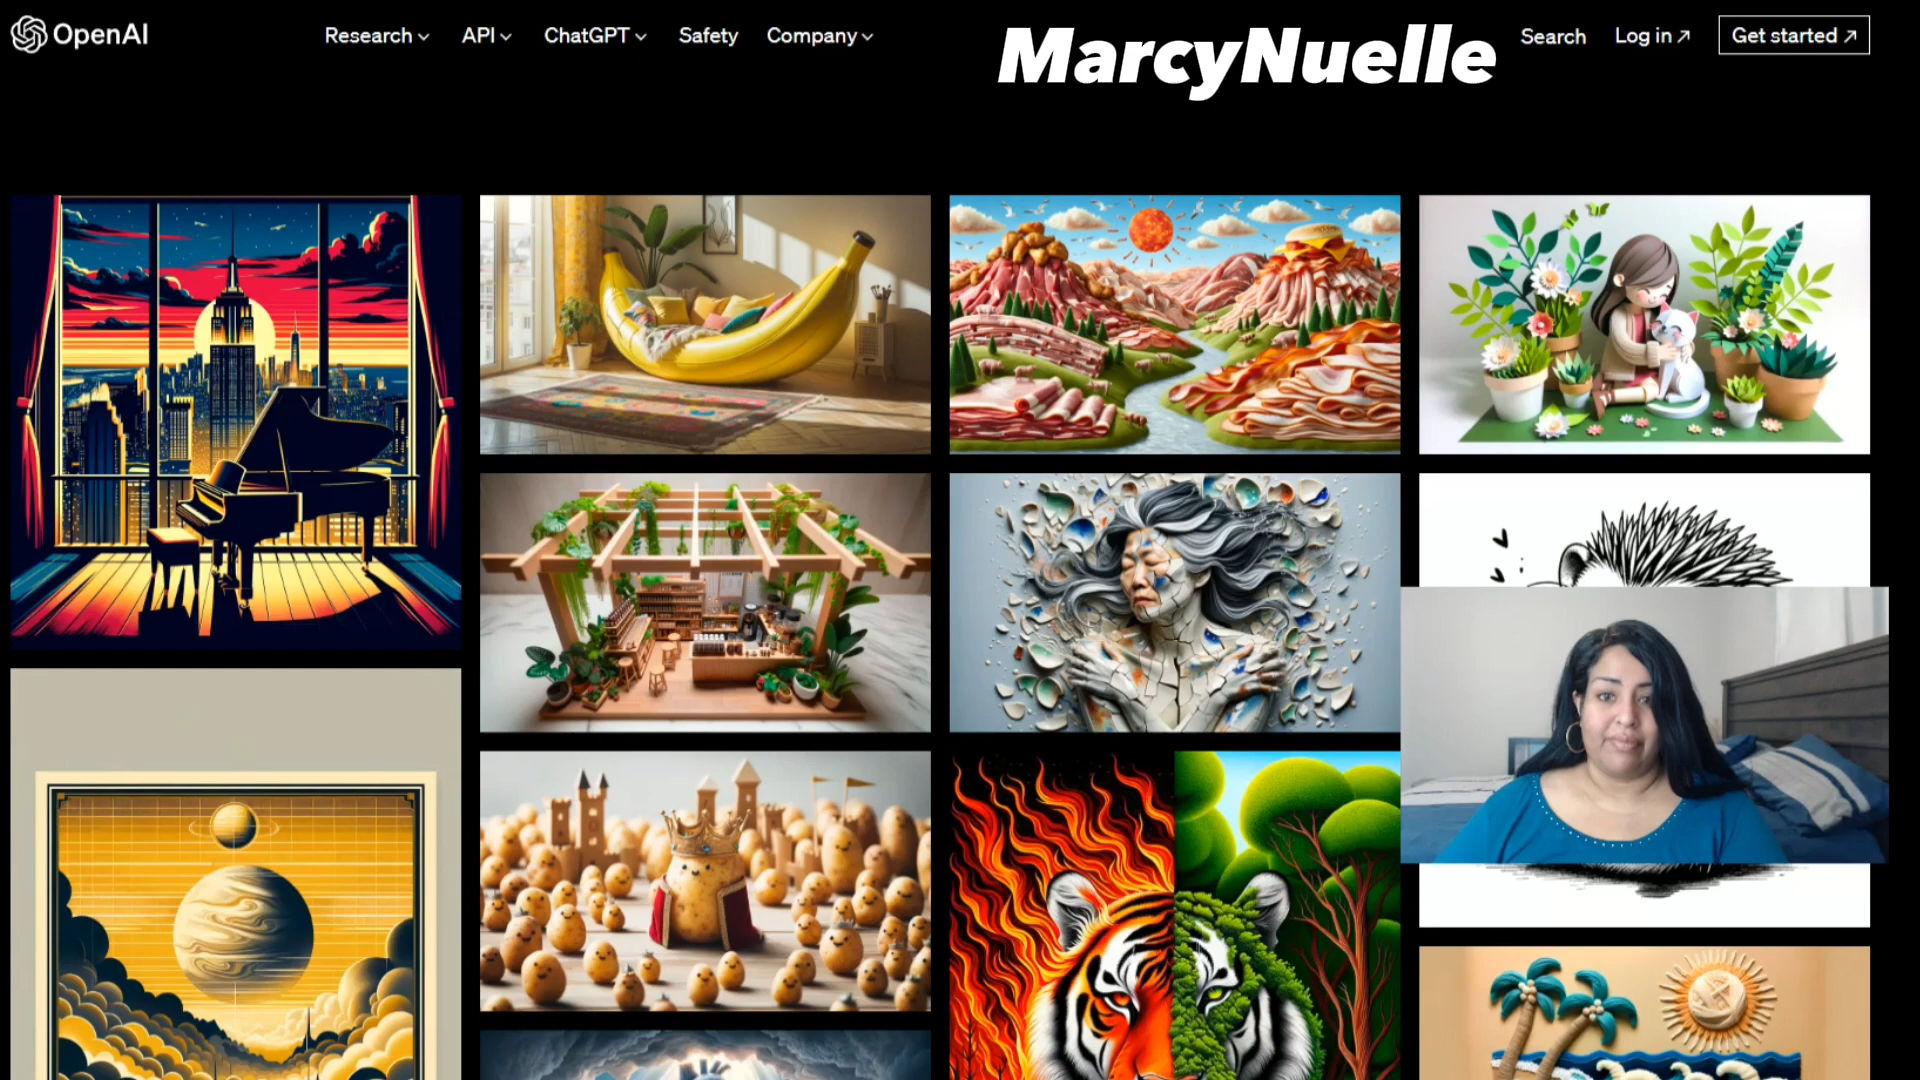 OpenAI
Research API ChatGPT Safety Company
MarcyNuelle
Search Log in Get started